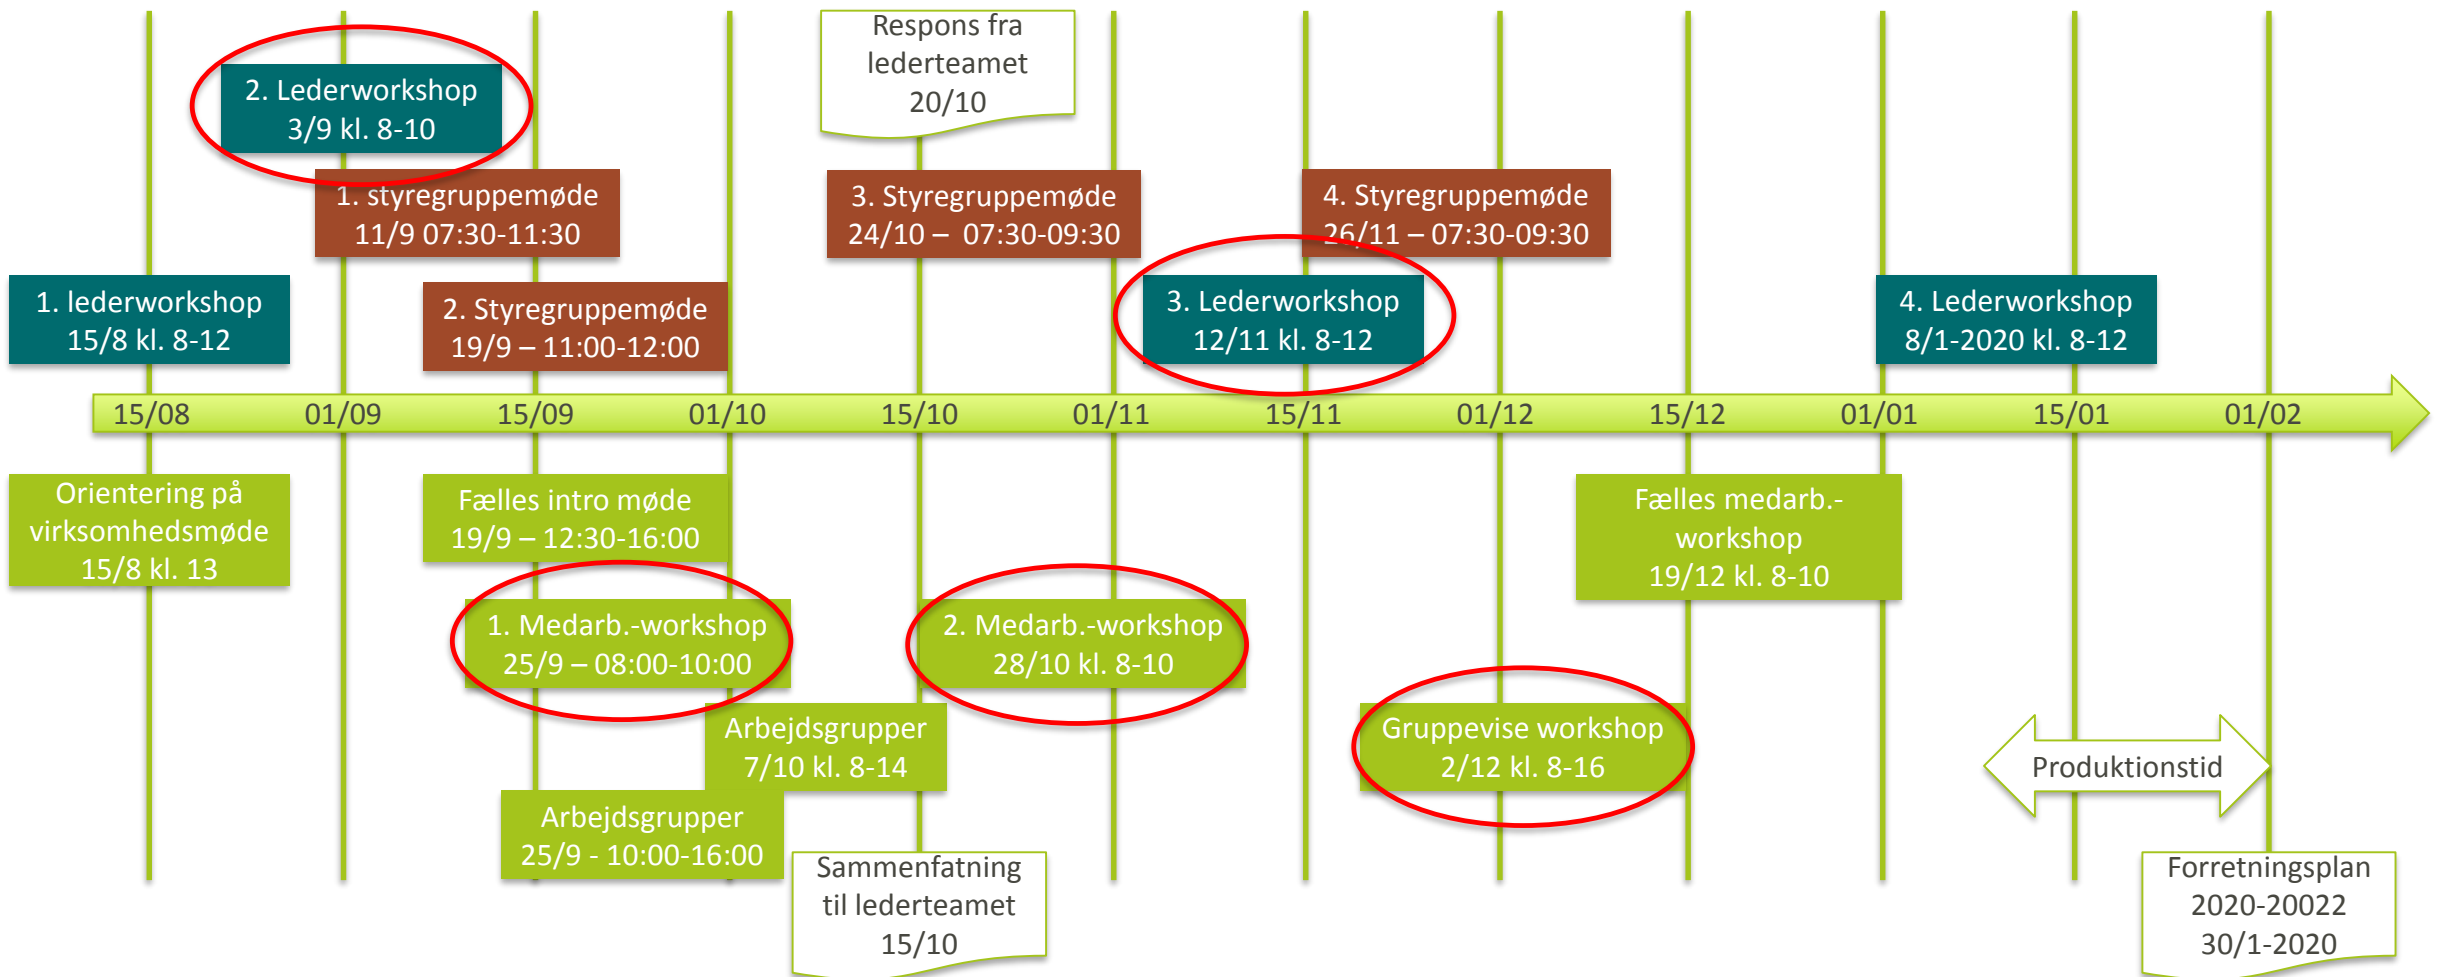 Respons fra
lederteamet
20/10
2. Lederworkshop
3/9 kl. 8-10
1. styregruppemøde
11/9 07:30-11:30
3. Styregruppemøde
24/10 – 07:30-09:30
4. Styregruppemøde
26/11 – 07:30-09:30
1. lederworkshop
15/8 kl. 8-12
2. Styregruppemøde
19/9 – 11:00-12:00
3. Lederworkshop
12/11 kl. 8-12
4. Lederworkshop
8/1-2020 kl. 8-12
15/08 01/09 15/09 01/10 15/10 01/11 15/11 01/12 15/12 01/01 15/01 01/02
Orientering på
virksomhedsmøde
15/8 kl. 13
Fælles intro møde
19/9 – 12:30-16:00
Fælles medarb.-
workshop
19/12 kl. 8-10
1. Medarb.-workshop
25/9 – 08:00-10:00
2. Medarb.-workshop
28/10 kl. 8-10
Arbejdsgrupper
7/10 kl. 8-14
Gruppevise workshop
2/12 kl. 8-16
Produktionstid
Arbejdsgrupper
25/9 - 10:00-16:00
Sammenfatning
til lederteamet
15/10
Forretningsplan
2020-20022
30/1-2020